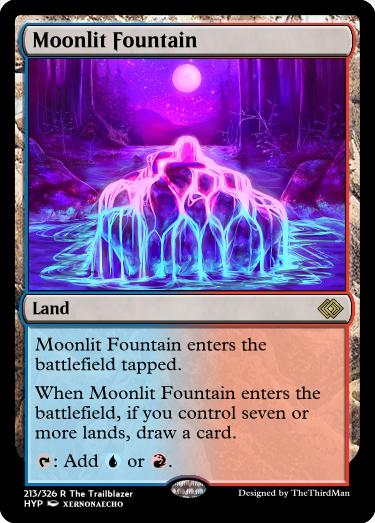 Moonlit Fountain
Land
Moonlit Fountain enters the
battlefield tapped.
When Moonlit Fountain enters the
battlefield, if you control seven or
more lands, draw a card.
: Add or .
213/326 R The Trailblazer
Designed by TheThirdMan
HYP XERNONAECHO